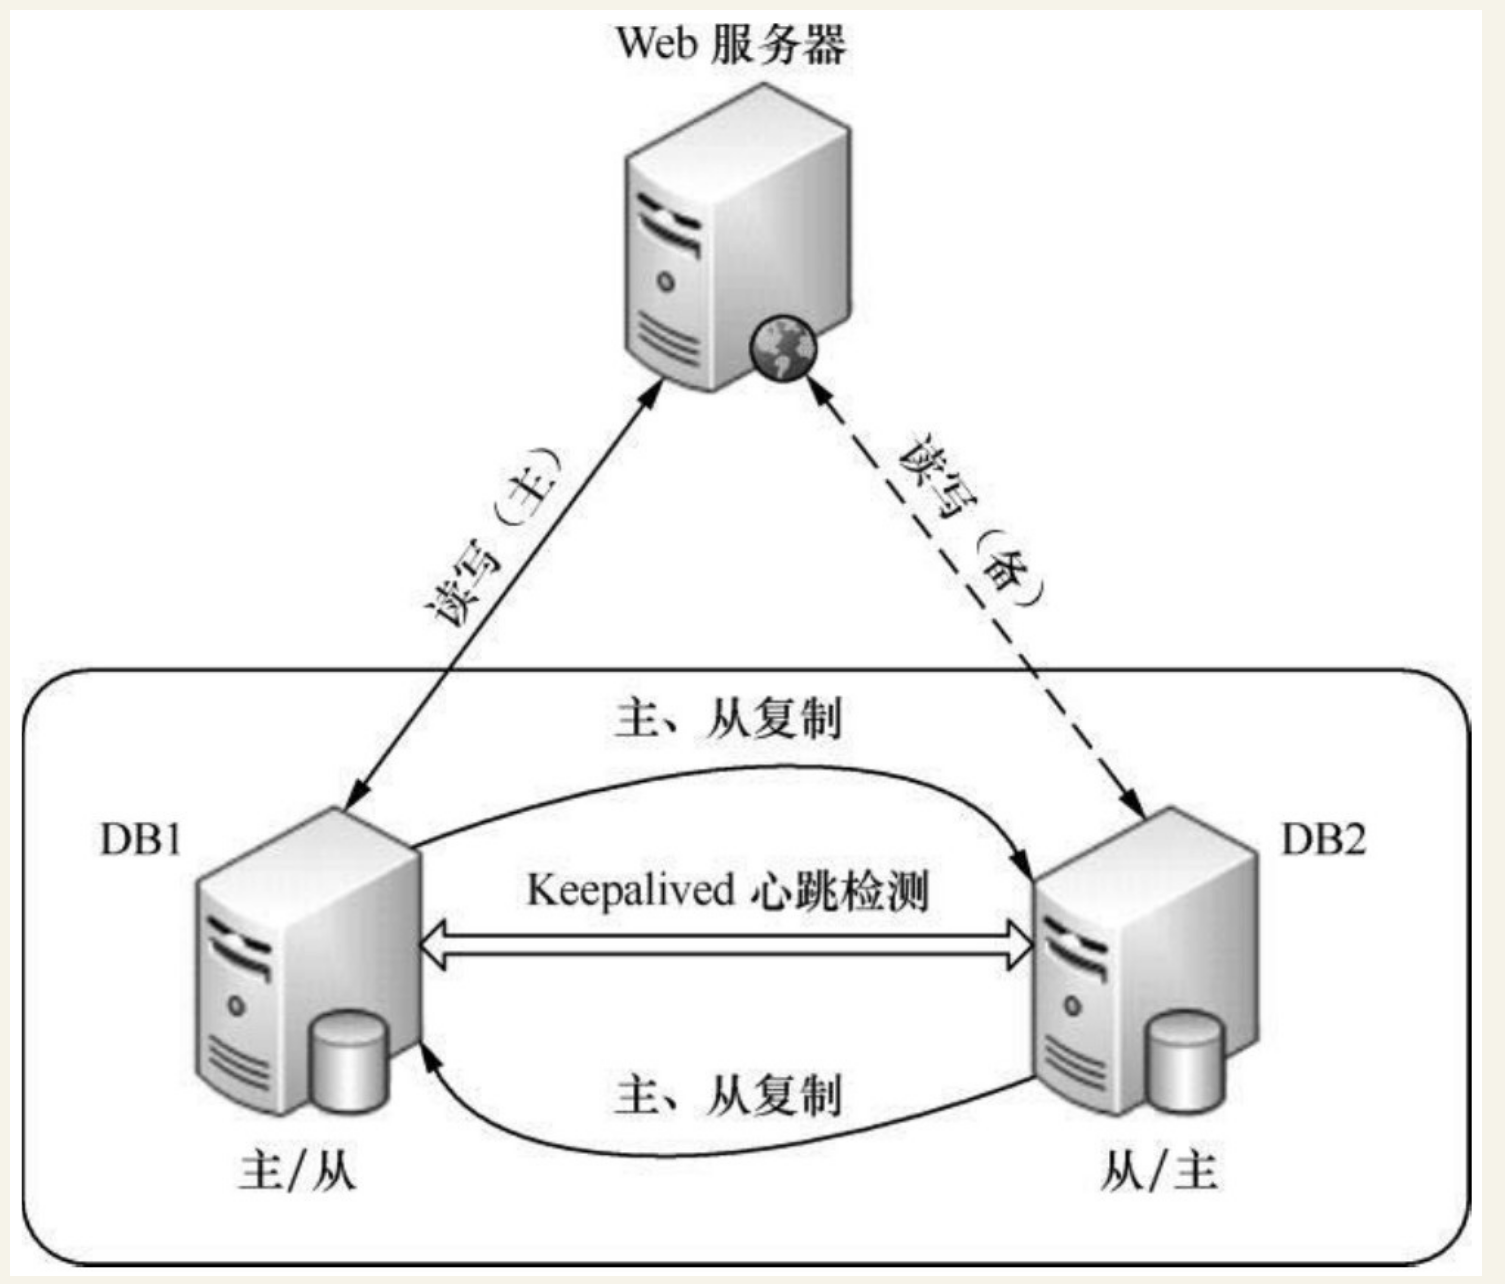 Web 服务器
读写（主）
读写（备）
主、从复制
DB1
DB2
Keepalived 心跳检测
主、从复制
主/从
从/主